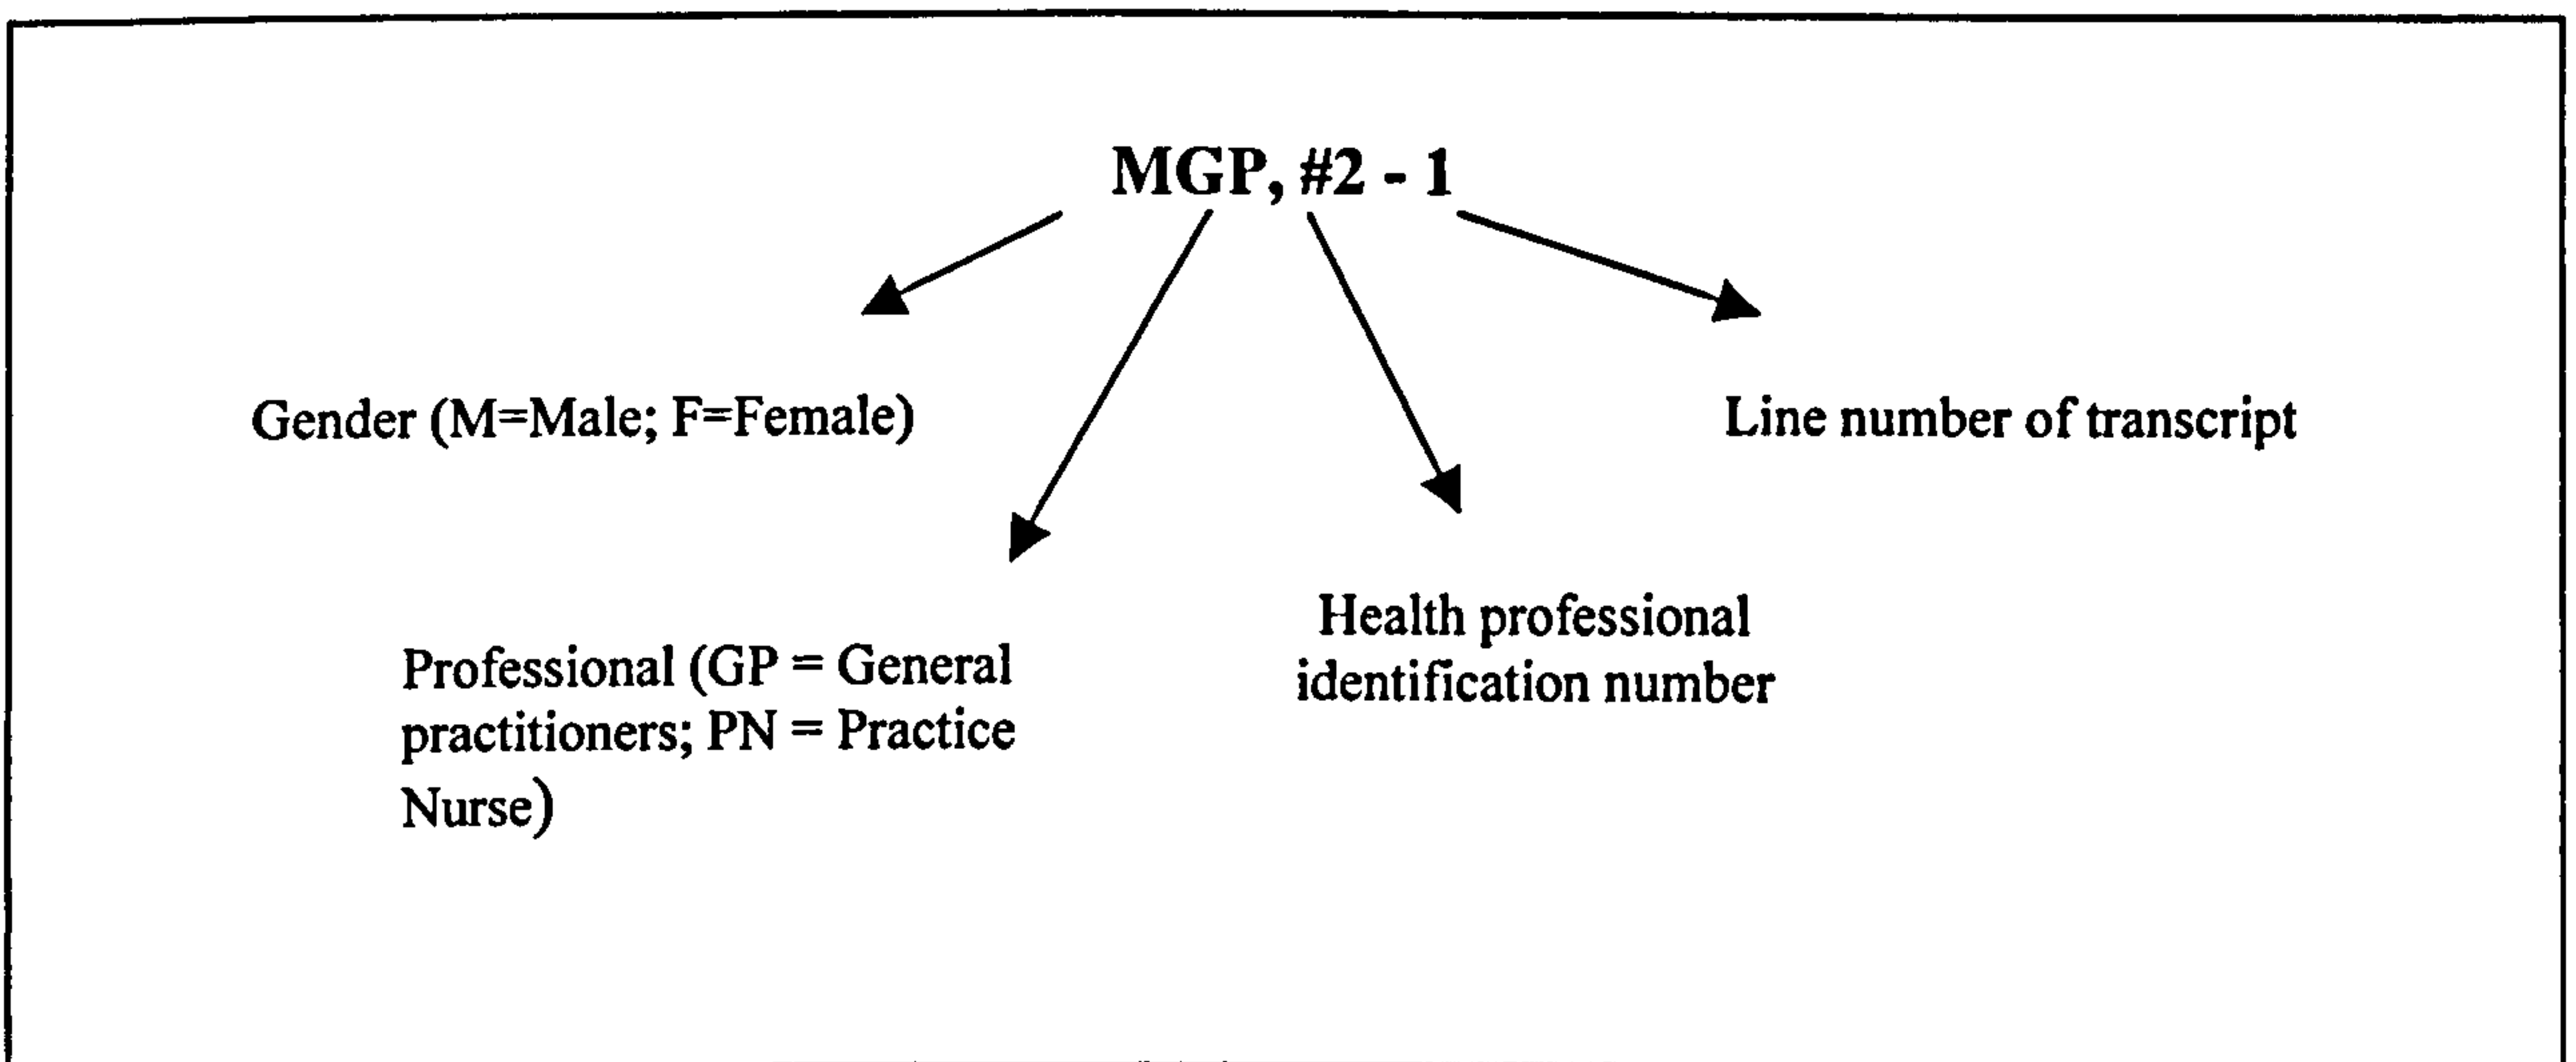 MGP, #2 - 1
Gender (M=Male; F=Female)
Line number of transcript
Health professional
identification number
Professional (GP = General
practitioners; PN = Practice
Nurse)